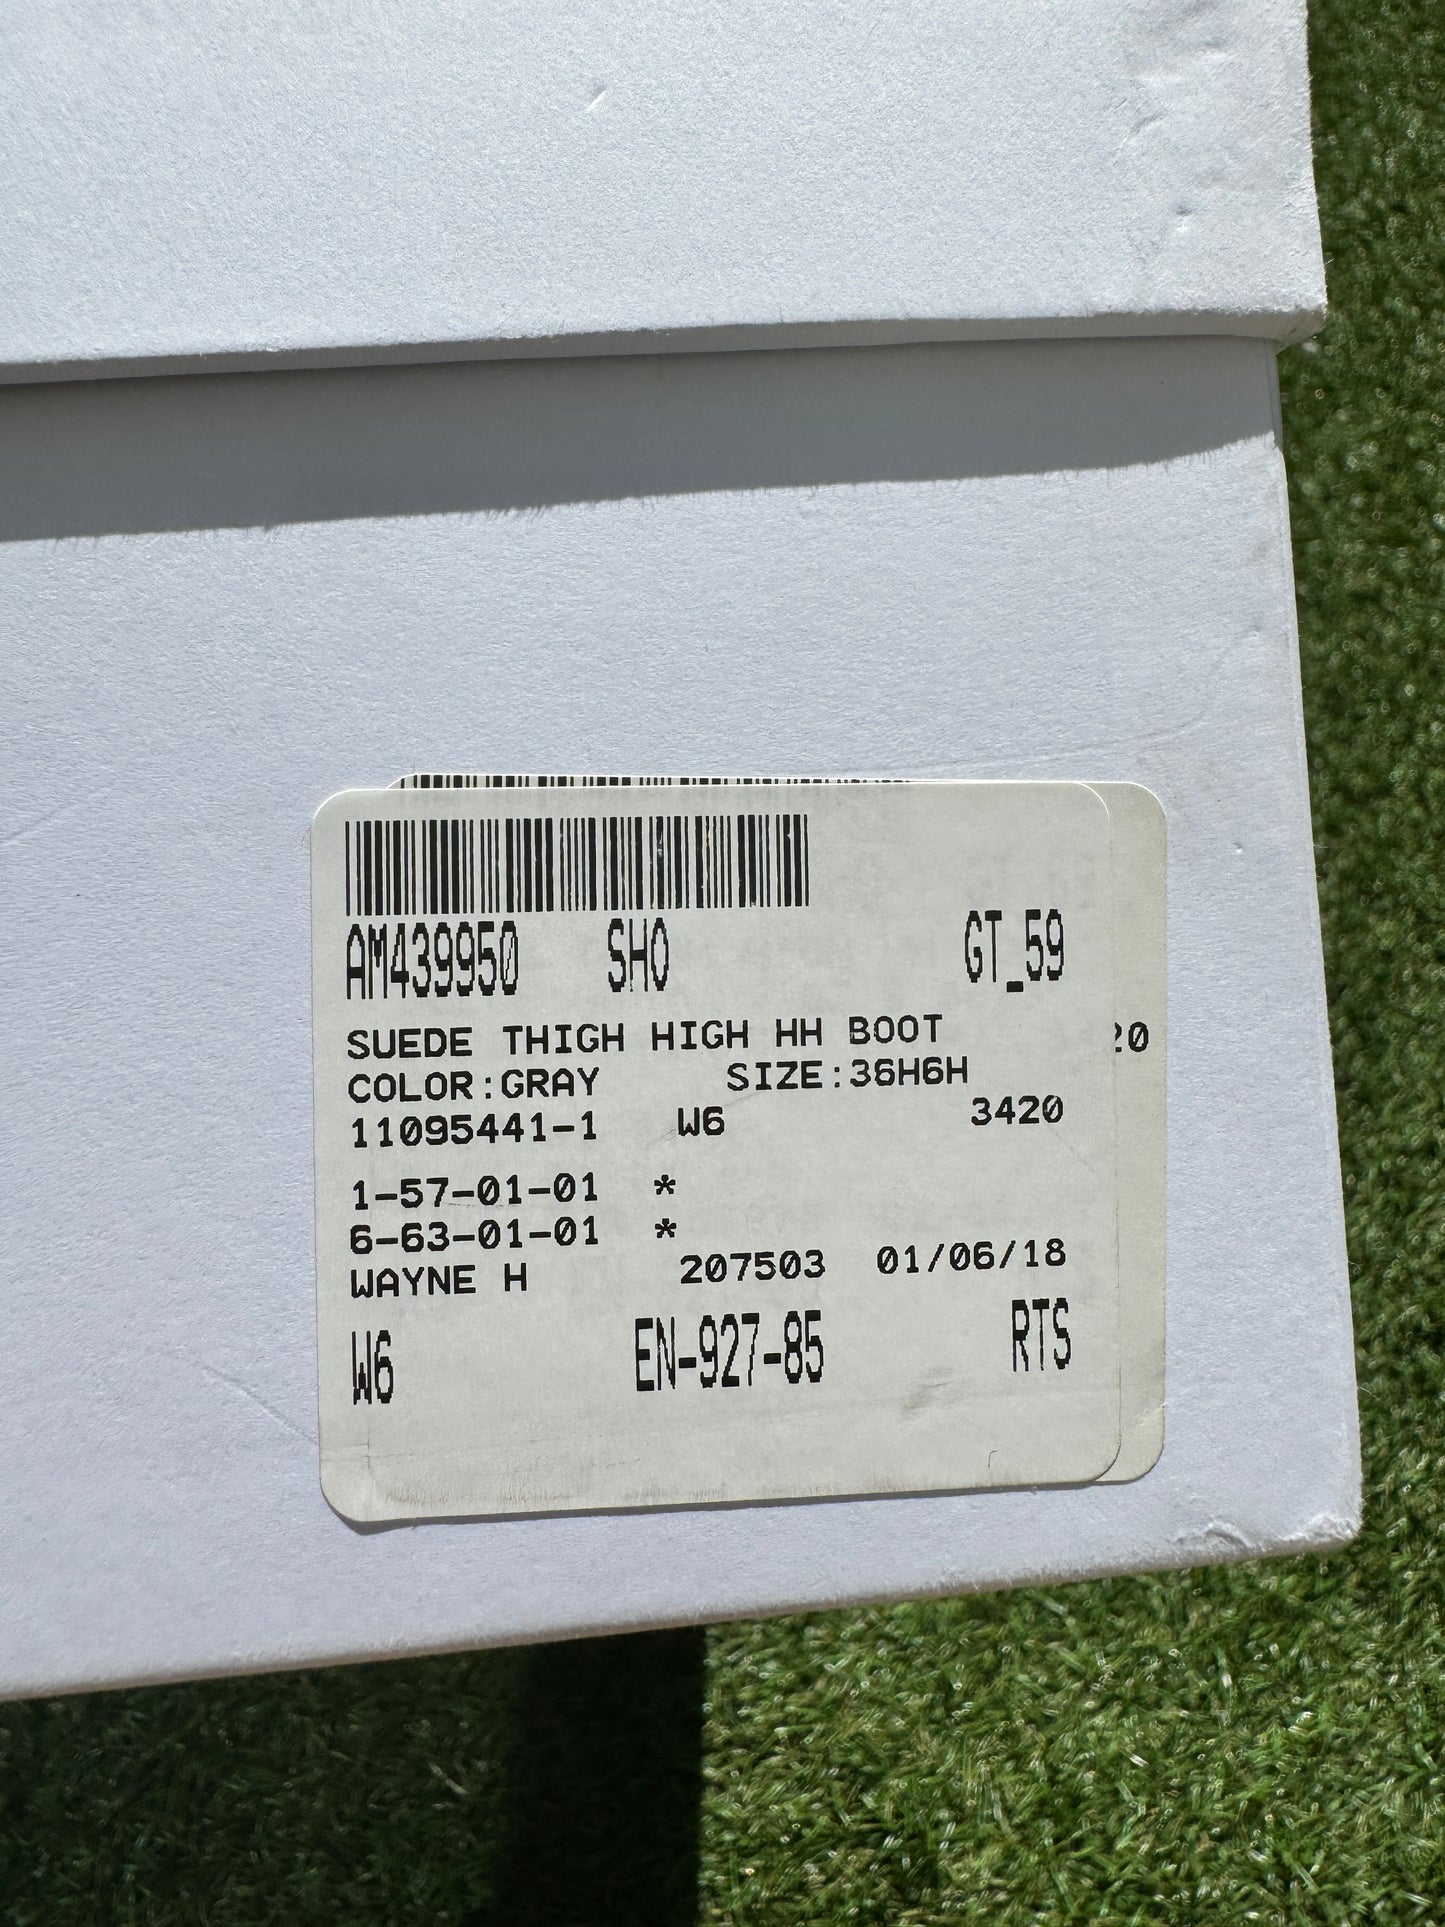 AM439950 SHO GT_59
SUEDE THIGH HIGH HH BOOT
COLOR:GRAY SIZE:36H6H
11095441-1 W6 3420
1-57-01-01 *
6-63-01-01 *
WAYNE H 207503 01/06/18
W6 EN-927-85 RTS
20